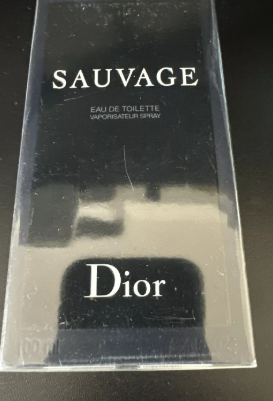 SAUVAGE
EAU DE TOILETTE
VAPORISATEUR SPRAY
Dior